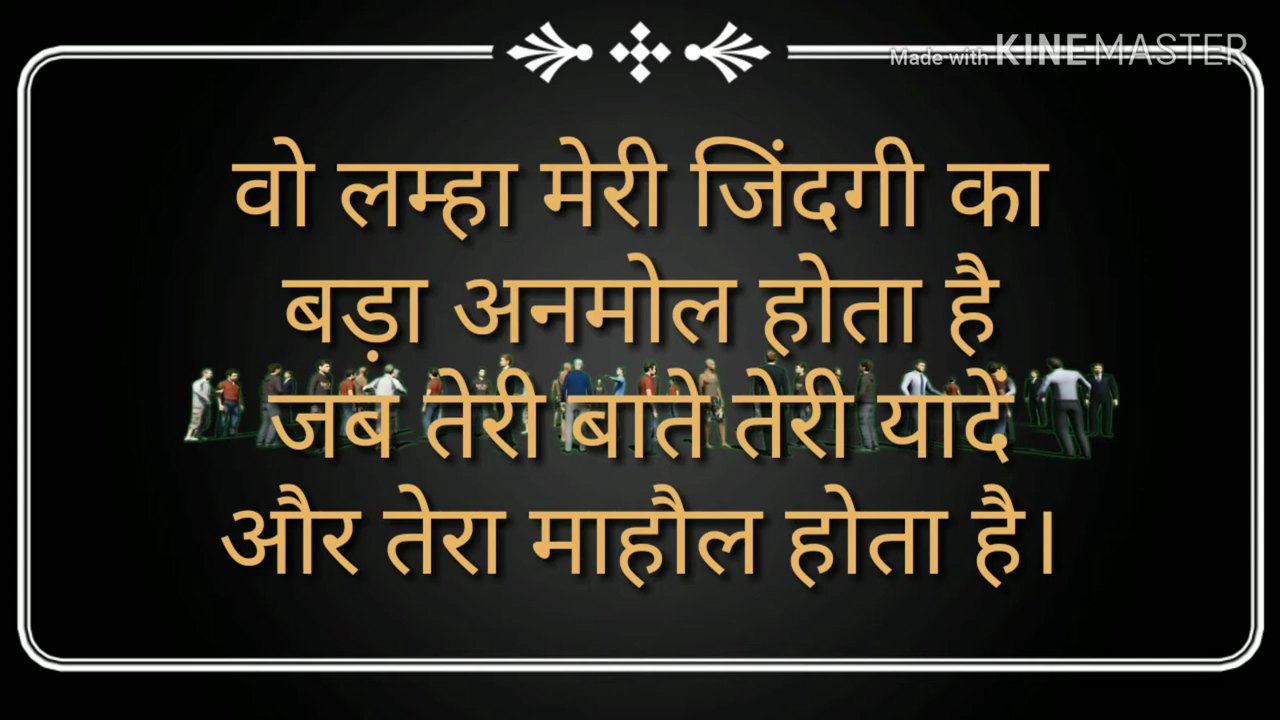 Made with KINEMASTER
वो लम्हा मेरी जिंदगी का
बड़ा अनमोल होता है
जब तेरी बाते तेरी यादे
और तेरा माहौल होता है।